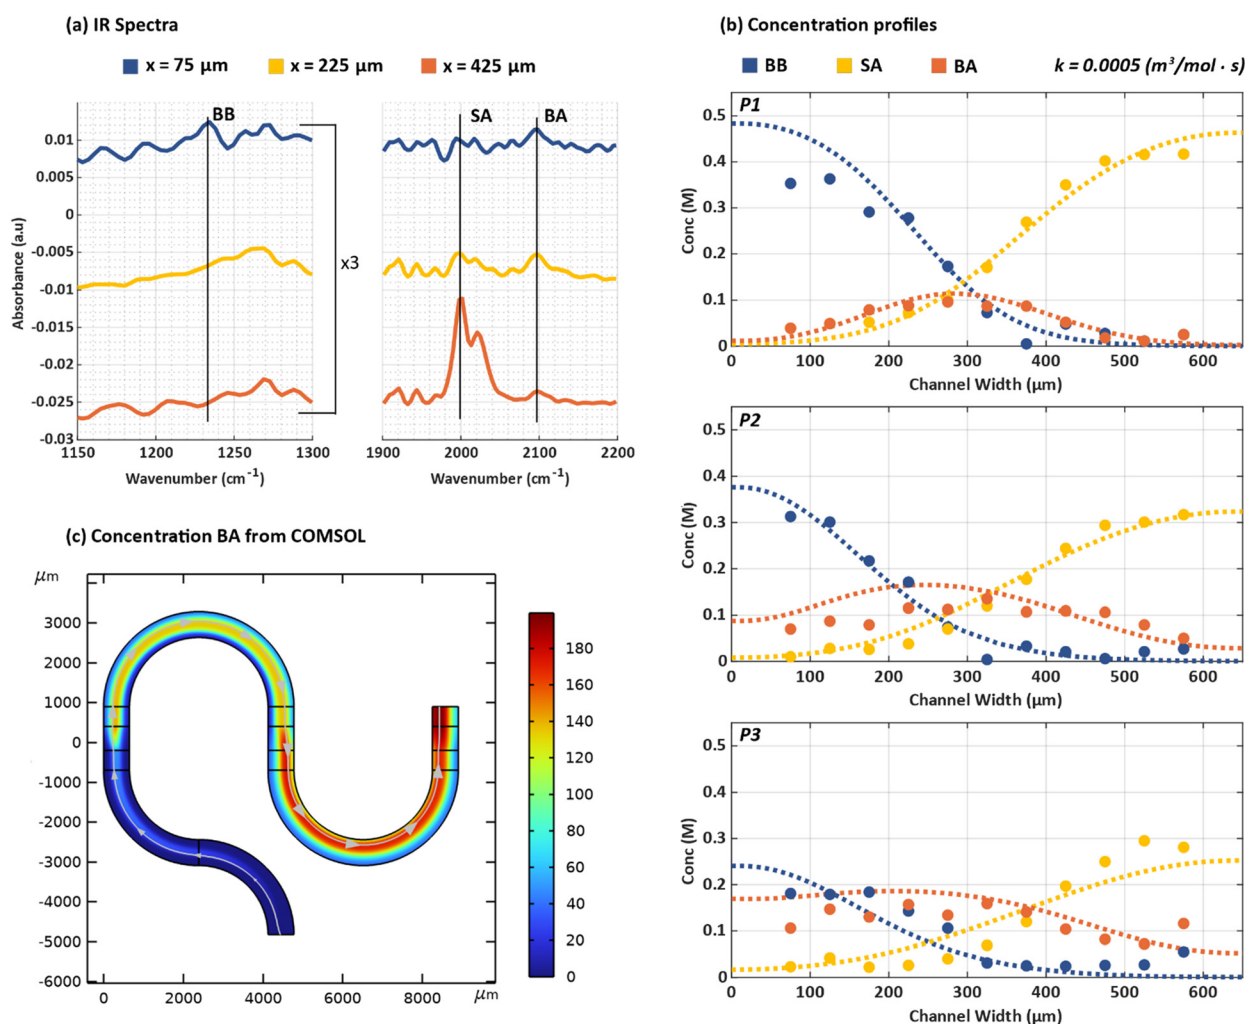 (a) IR Spectra
x = 75 μm
x = 225 μm
x = 425 μm
BB
SA
BA
x3
0.01
0.005
0
-0.005
-0.01
-0.015
-0.02
-0.025
-0.03
Absorbance (a.u)
1150
1200
1250
1300
Wavenumber (cm⁻¹)
1900
2000
2100
2200
Wavenumber (cm⁻¹)
(b) Concentration profiles
BB
SA
BA
k = 0.0005 (m³/mol · s)
P1
0.5
0.4
0.3
0.2
0.1
0
Conc (M)
0
100
200
300
400
500
600
Channel Width (μm)
P2
0.5
0.4
0.3
0.2
0.1
0
Conc (M)
0
100
200
300
400
500
600
Channel Width (μm)
P3
0.5
0.4
0.3
0.2
0.1
0
Conc (M)
0
100
200
300
400
500
600
Channel Width (μm)
(c) Concentration BA from COMSOL
μm
3000
2000
1000
0
-1000
-2000
-3000
-4000
-5000
-6000
0
2000
4000
6000
8000
μm
180
160
140
120
100
80
60
40
20
0